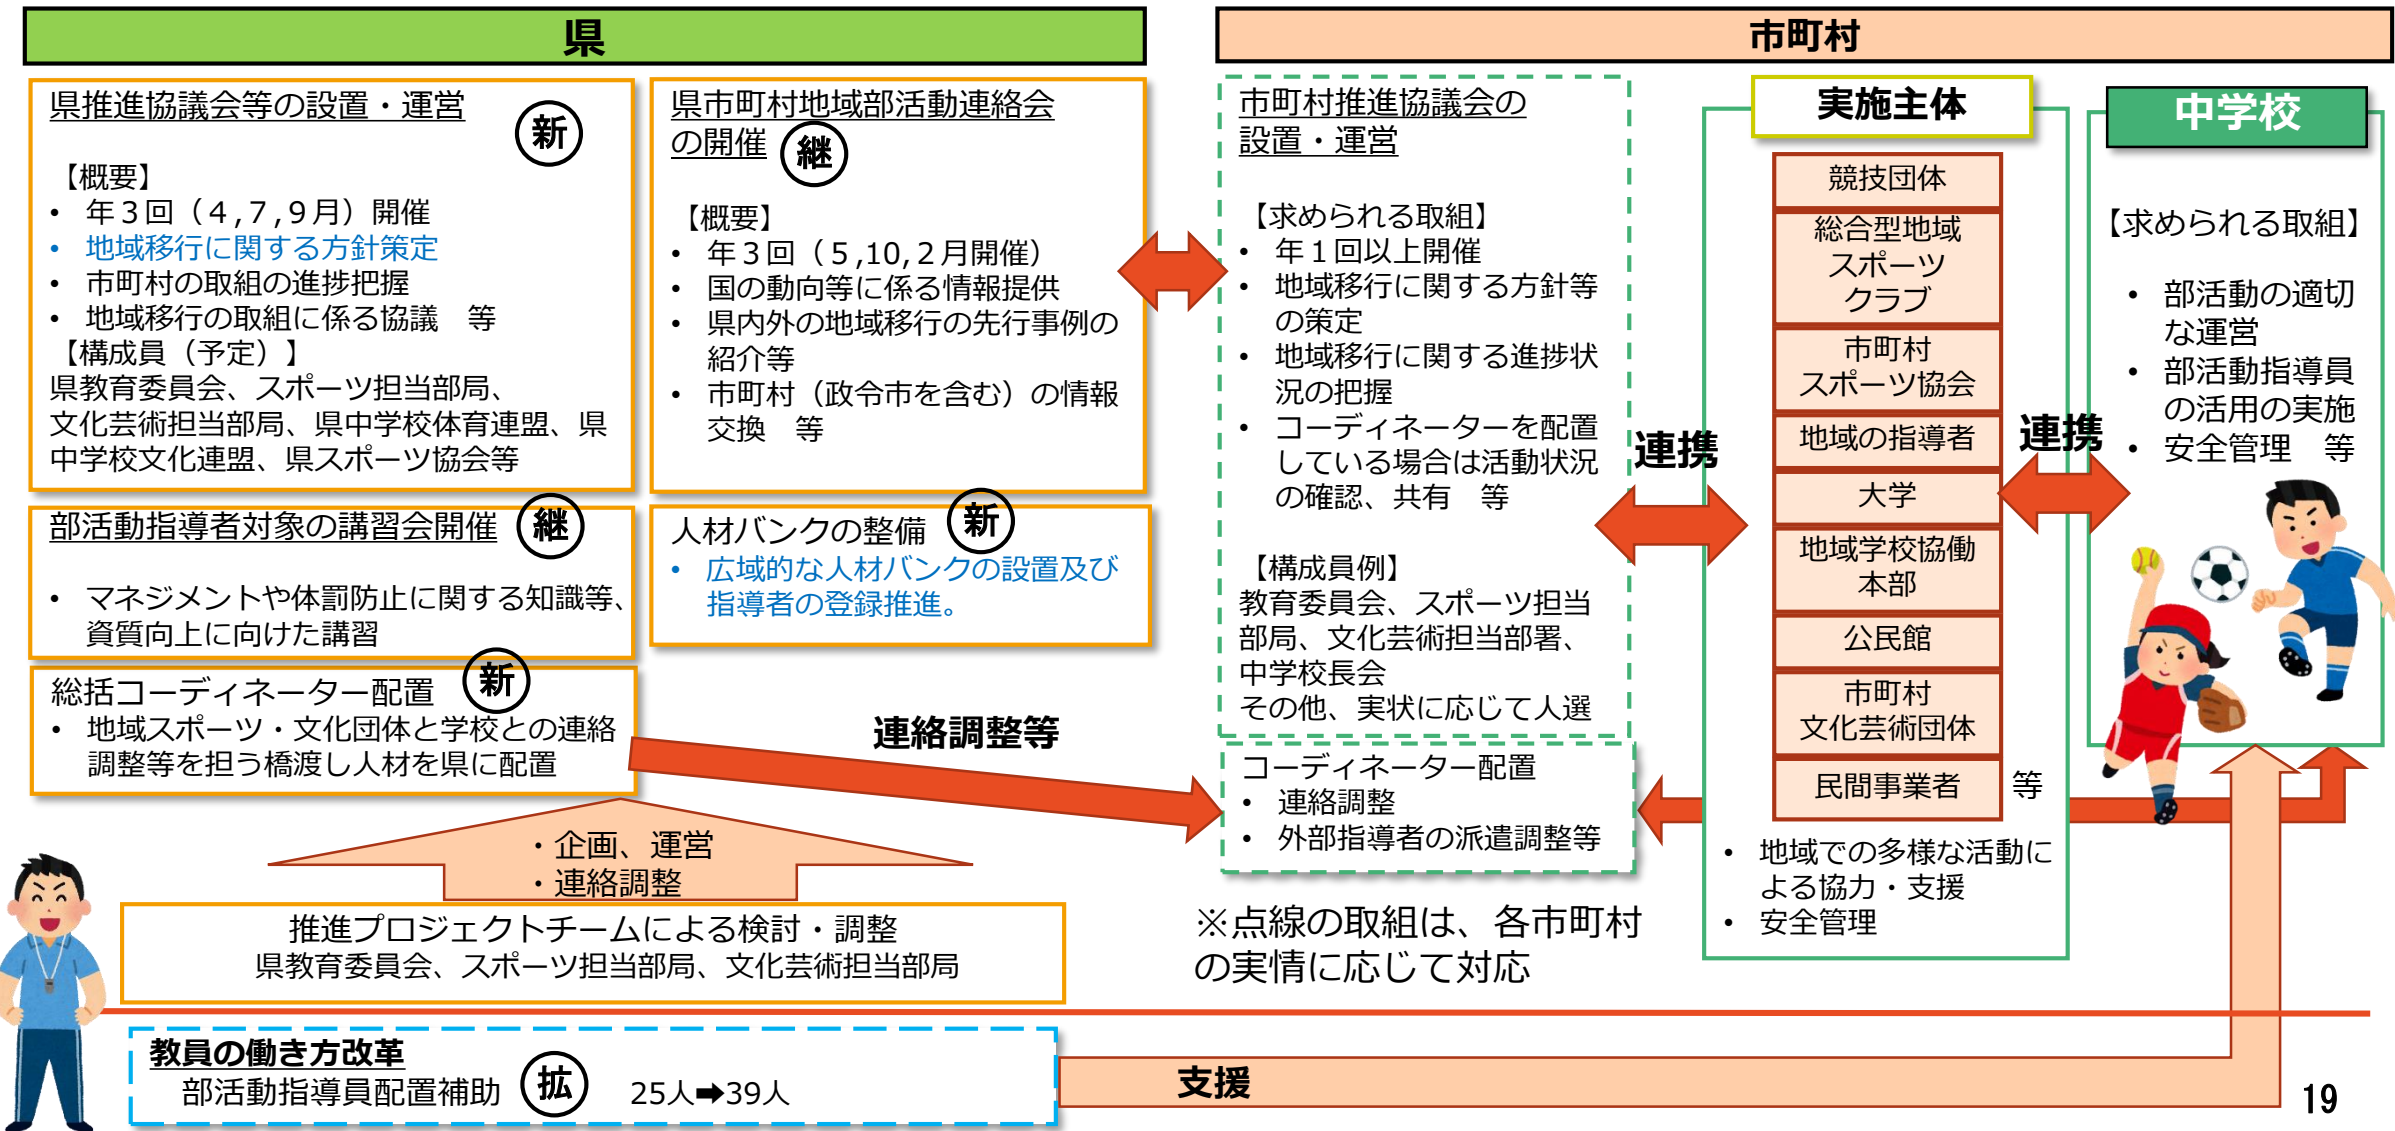 県
県推進協議会等の設置・運営
新
【概要】
• 年３回（４,７,９月）開催
• 地域移行に関する方針策定
• 市町村の取組の進捗把握
• 地域移行の取組に係る協議　等
【構成員（予定）】
県教育委員会、スポーツ担当部局、
文化芸術担当部局、県中学校体育連盟、県
中学校文化連盟、県スポーツ協会等
県市町村地域部活動連絡会
の開催
継
【概要】
• 年３回（５,10,２月開催）
• 国の動向等に係る情報提供
• 県内外の地域移行の先行事例の
紹介等
• 市町村（政令市を含む）の情報
交換　等
部活動指導者対象の講習会開催
継
• マネジメントや体罰防止に関する知識等、
資質向上に向けた講習
人材バンクの整備
新
• 広域的な人材バンクの設置及び
指導者の登録推進。
総括コーディネーター配置
新
• 地域スポーツ・文化団体と学校との連絡
調整等を担う橋渡し人材を県に配置
連絡調整等
・企画、運営
・連絡調整
推進プロジェクトチームによる検討・調整
県教育委員会、スポーツ担当部局、文化芸術担当部局
市町村
市町村推進協議会の
設置・運営
【求められる取組】
• 年１回以上開催
• 地域移行に関する方針等
の策定
• 地域移行に関する進捗状
況の把握
• コーディネーターを配置
している場合は活動状況
の確認、共有　等
【構成員例】
教育委員会、スポーツ担当
部局、文化芸術担当部署、
中学校長会
その他、実状に応じて人選
コーディネーター配置
• 連絡調整
• 外部指導者の派遣調整等
※点線の取組は、各市町村
の実情に応じて対応
連携
実施主体
競技団体
総合型地域
スポーツ
クラブ
市町村
スポーツ協会
地域の指導者
大学
地域学校協働
本部
公民館
市町村
文化芸術団体
民間事業者
等
• 地域での多様な活動に
よる協力・支援
• 安全管理
連携
中学校
【求められる取組】
• 部活動の適切
な運営
• 部活動指導員
の活用の実施
• 安全管理　等
教員の働き方改革
部活動指導員配置補助
拡
25人➡39人
支援
19